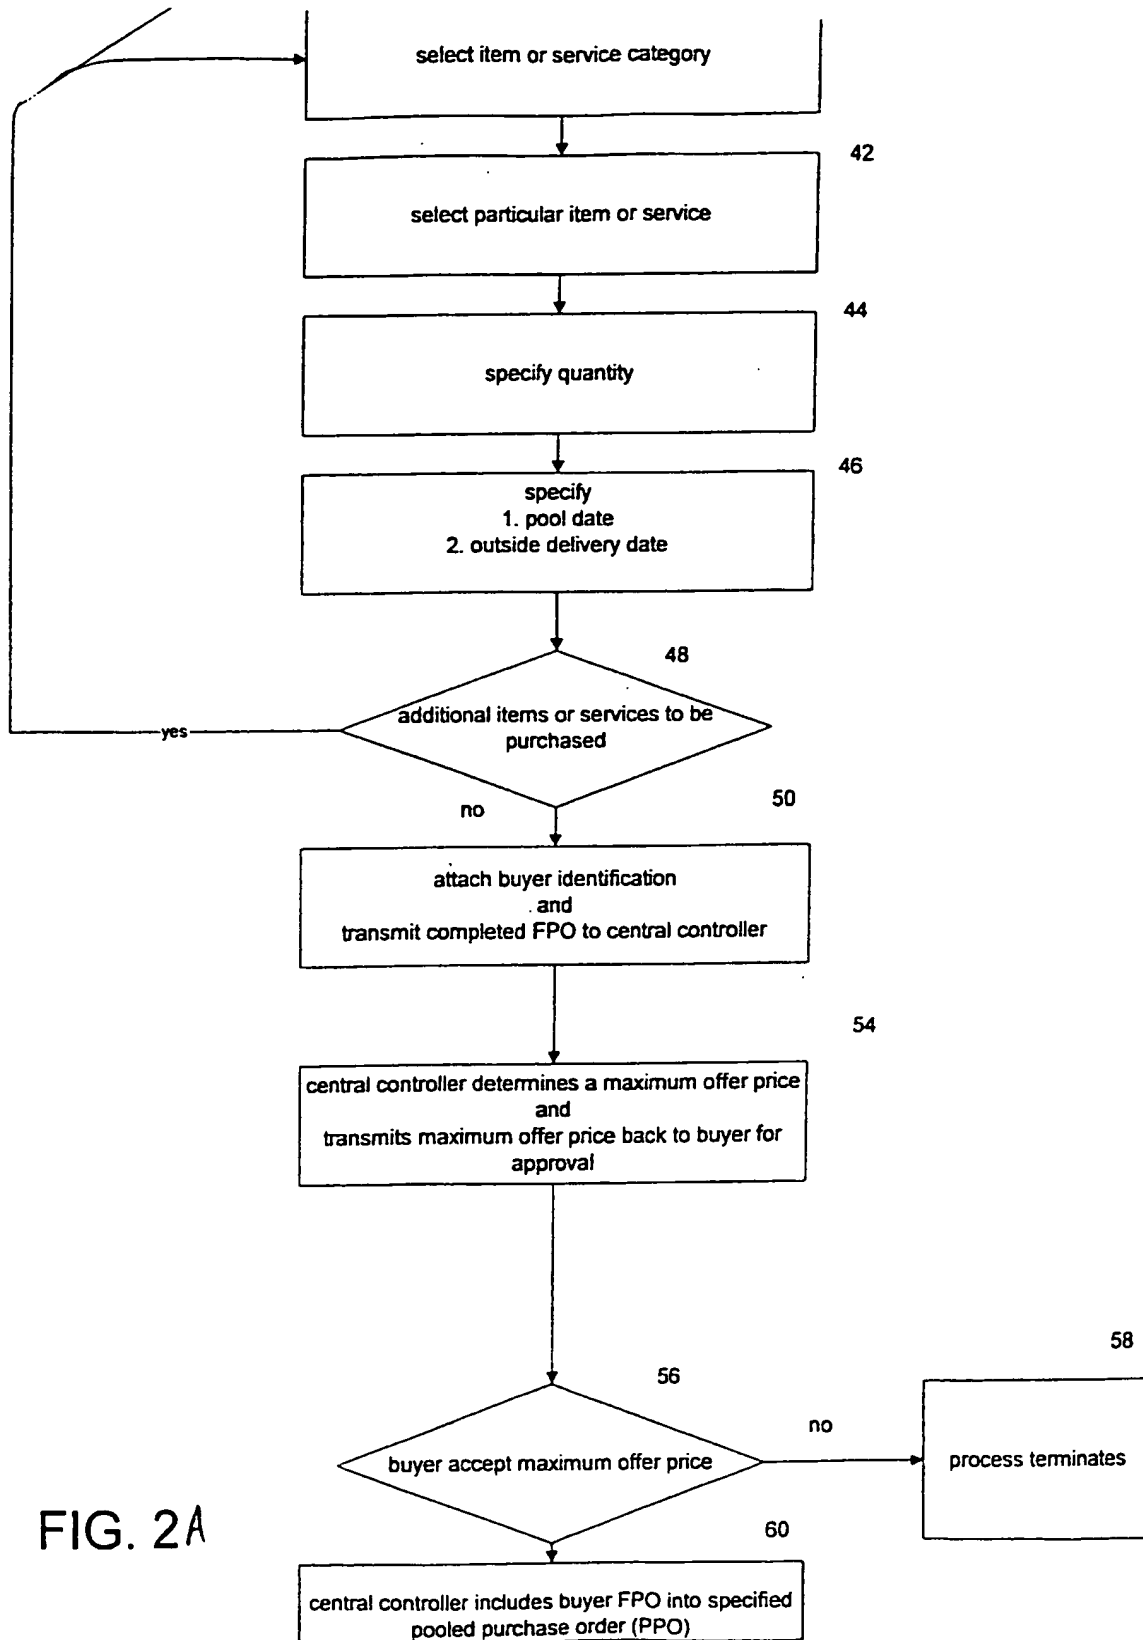 select item or service category
42
select particular item or service
44
specify quantity
46
specify
1. pool date
2. outside delivery date
48
additional items or services to be
purchased
yes
no
50
attach buyer identification
and
transmit completed FPO to central controller
54
central controller determines a maximum offer price
and
transmits maximum offer price back to buyer for
approval
56
58
buyer accept maximum offer price
no
process terminates
60
central controller includes buyer FPO into specified
pooled purchase order (PPO)
FIG. 2A